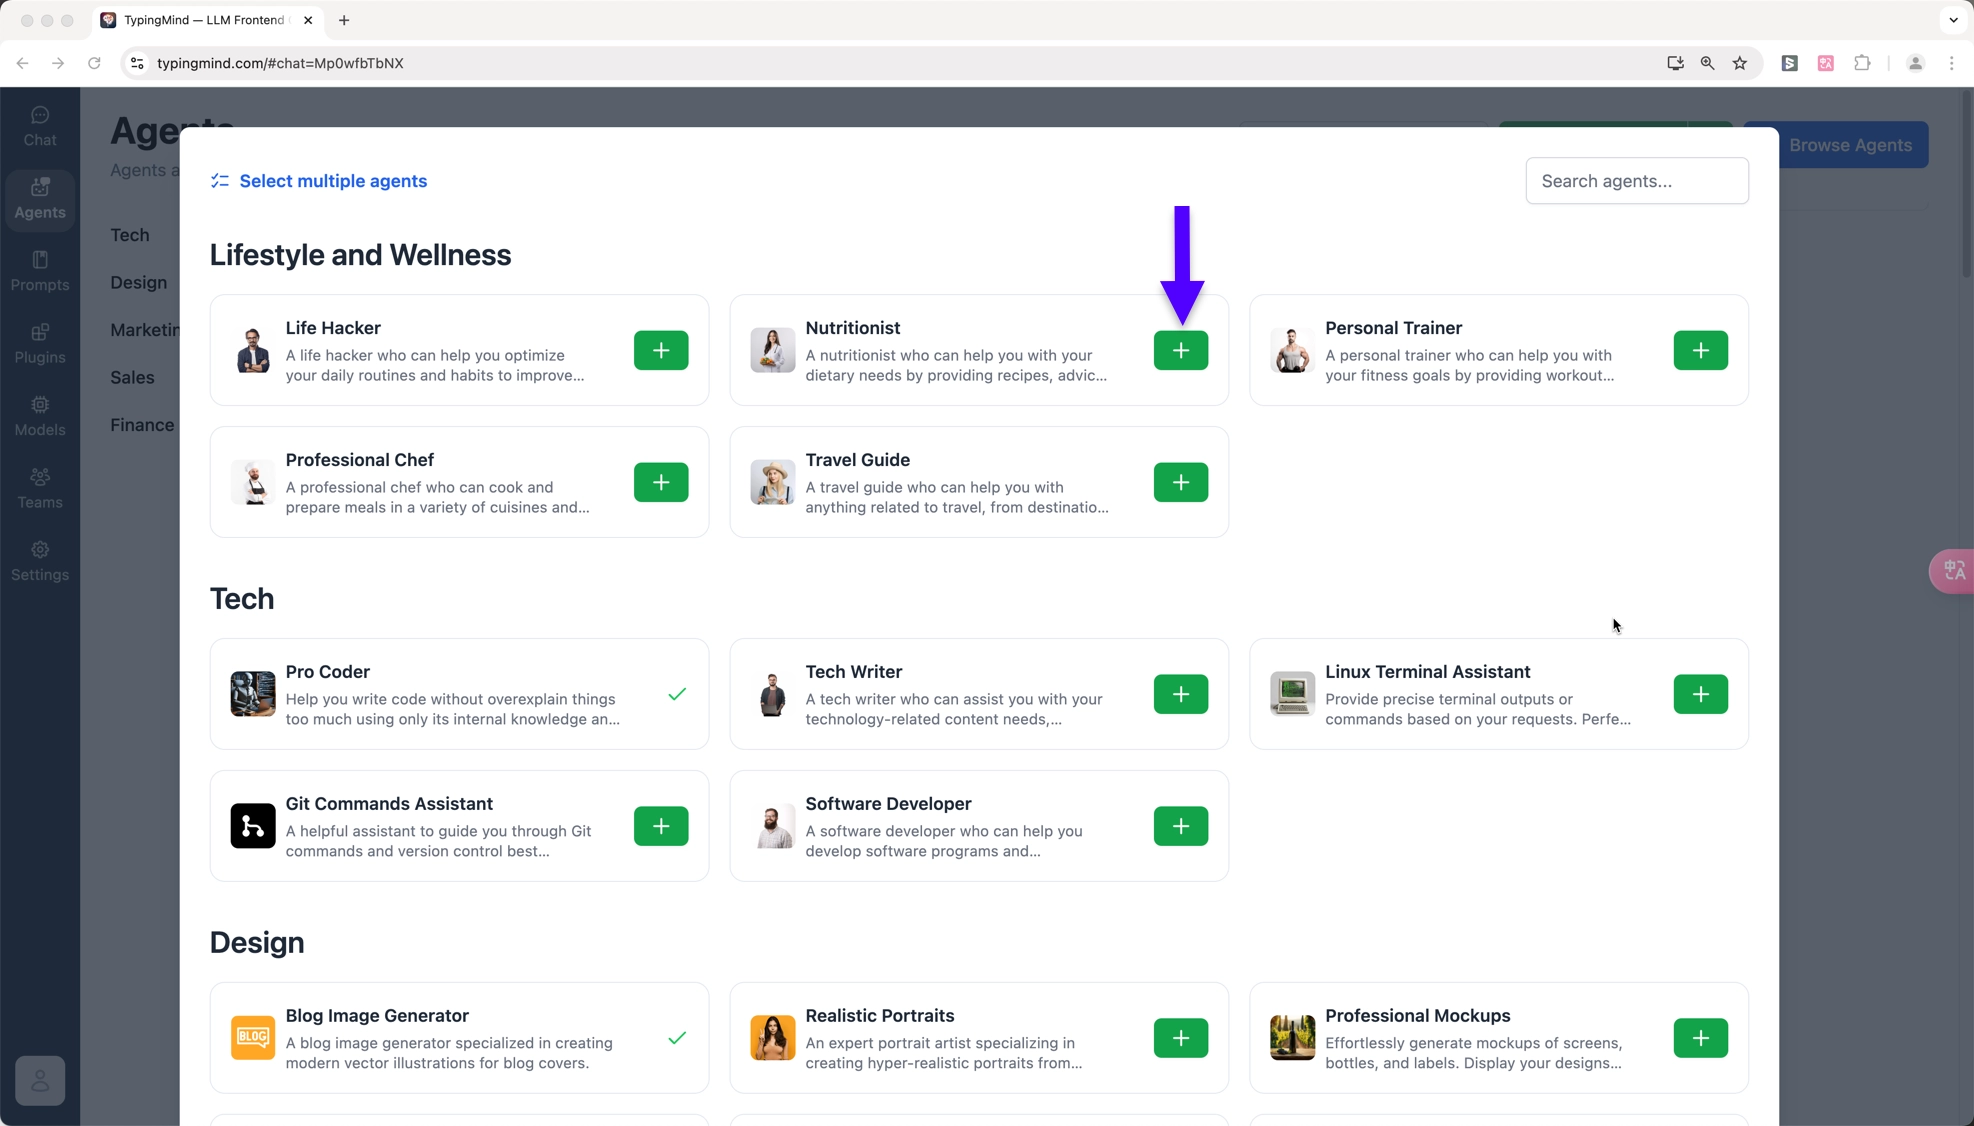 TypingMind — LLM Frontend
typingmind.com/#chat=Mp0wfbTbNX
Chat
Agents
Prompts
Plugins
Models
Teams
Settings
Agents
Agents a
Browse Agents
Tech
Design
Marketin
Sales
Finance
Select multiple agents
Search agents...
Lifestyle and Wellness
Life Hacker
A life hacker who can help you optimize
your daily routines and habits to improve...
Nutritionist
A nutritionist who can help you with your
dietary needs by providing recipes, advic...
Personal Trainer
A personal trainer who can help you with
your fitness goals by providing workout...
Professional Chef
A professional chef who can cook and
prepare meals in a variety of cuisines and...
Travel Guide
A travel guide who can help you with
anything related to travel, from destinatio...
Tech
Pro Coder
Help you write code without overexplain things
too much using only its internal knowledge an...
Tech Writer
A tech writer who can assist you with your
technology-related content needs,...
Linux Terminal Assistant
Provide precise terminal outputs or
commands based on your requests. Perfe...
Git Commands Assistant
A helpful assistant to guide you through Git
commands and version control best...
Software Developer
A software developer who can help you
develop software programs and...
Design
BLOG
Blog Image Generator
A blog image generator specialized in creating
modern vector illustrations for blog covers.
Realistic Portraits
An expert portrait artist specializing in
creating hyper-realistic portraits from...
Professional Mockups
Effortlessly generate mockups of screens,
bottles, and labels. Display your designs...